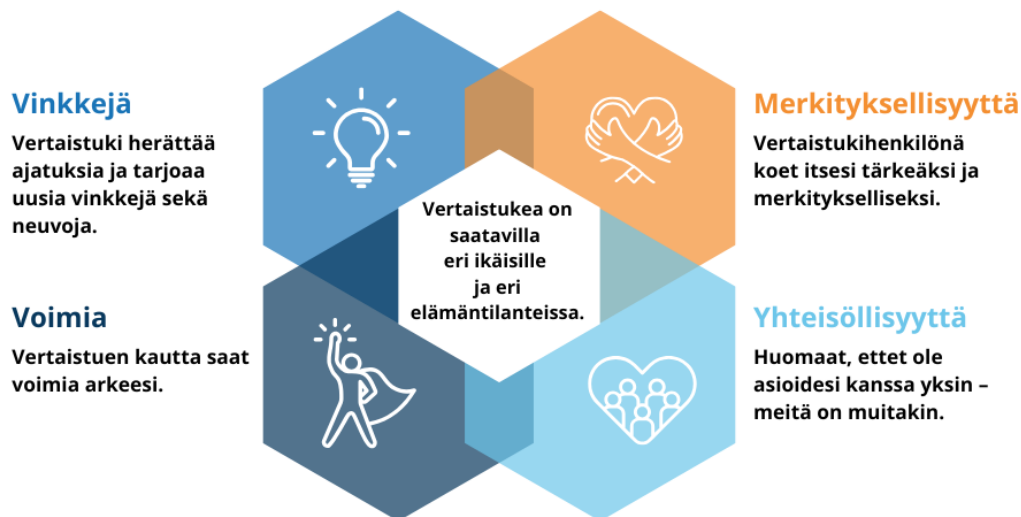 Vinkkejä
Vertaistuki herättää
ajatuksia ja tarjoaa
uusia vinkkejä sekä
neuvoja.
Merkityksellisyyttä
Vertaistukihenkilönä
koet itsesi tärkeäksi ja
merkitykselliseksi.
Vertaistukea on
saatavilla
eri ikäisille
ja eri
elämäntilanteissa.
Voimia
Vertaistuen kautta saat
voimia arkeesi.
Yhteisöllisyyttä
Huomaat, ettet ole
asioidesi kanssa yksin –
meitä on muitakin.